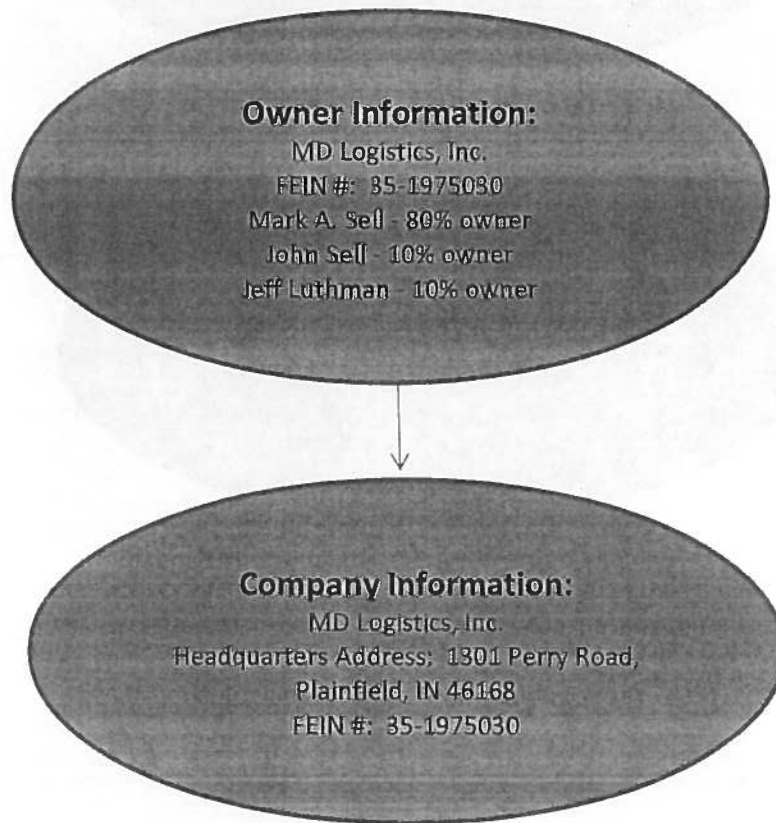 Owner Information:
MD Logistics, Inc.
FEIN #: 35-1975030
Mark A. Sell - 80% owner
John Sell - 10% owner
Jeff Luthman - 10% owner
Company Information:
MD Logistics, Inc.
Headquarters Address: 1301 Perry Road,
Plainfield, IN 46168
FEIN #: 35-1975030